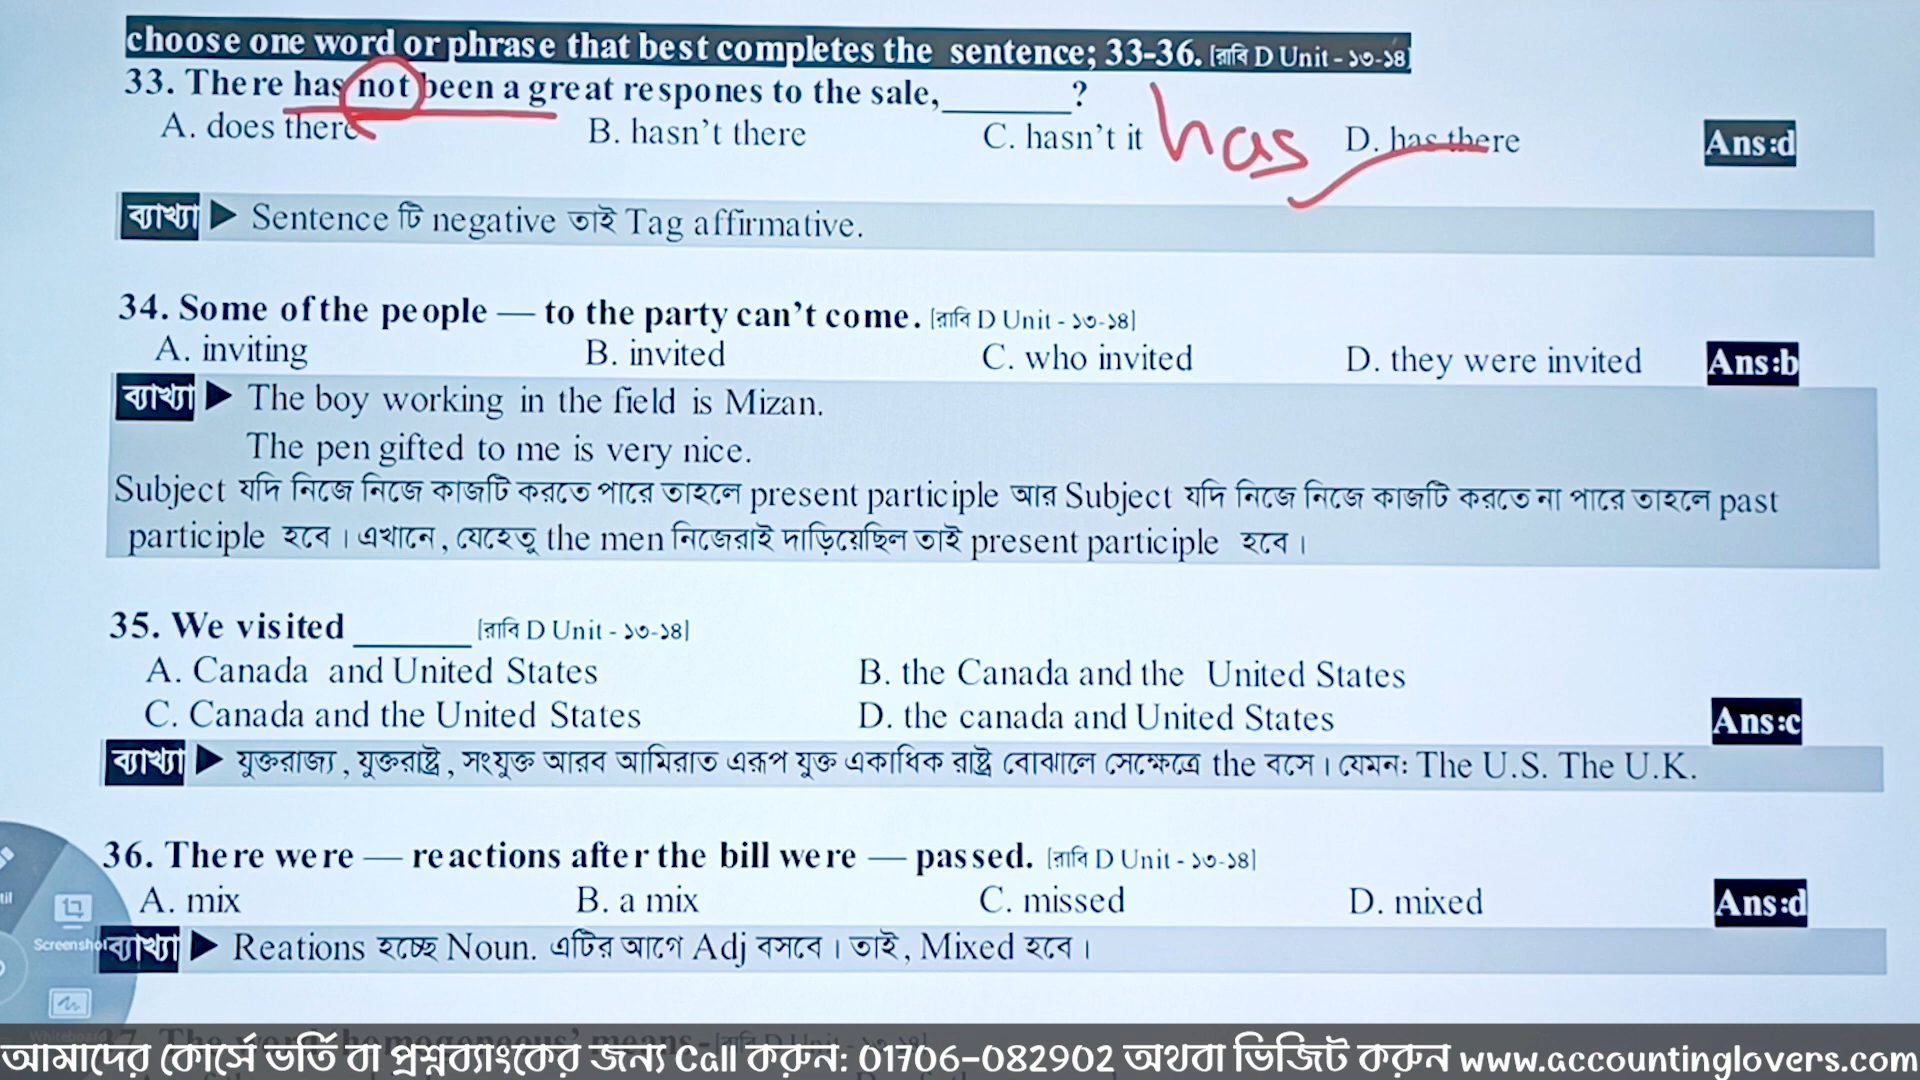 choose one word or phrase that best completes the sentence; 33-36. [রাবি D Unit - ১৩-১৪]
33. There has not been a great respones to the sale,_______?
A. does there B. hasn't there C. hasn't it has D. has there Ans:d
ব্যাখ্যা ▶ Sentence টি negative তাই Tag affirmative.
34. Some of the people — to the party can't come. [রাবি D Unit - ১৩-১৪]
A. inviting B. invited C. who invited D. they were invited Ans:b
ব্যাখ্যা ▶ The boy working in the field is Mizan.
The pen gifted to me is very nice.
Subject যদি নিজে নিজে কাজটি করতে পারে তাহলে present participle আর Subject যদি নিজে নিজে কাজটি করতে না পারে তাহলে past
participle হবে। এখানে, যেহেতু the men নিজেরাই দাড়িয়েছিল তাই present participle হবে।
35. We visited ______ [রাবি D Unit - ১৩-১৪]
A. Canada and United States B. the Canada and the United States
C. Canada and the United States D. the canada and United States Ans:c
ব্যাখ্যা ▶ যুক্তরাজ্য, যুক্তরাষ্ট্র, সংযুক্ত আরব আমিরাত এরূপ যুক্ত একাধিক রাষ্ট্র বোঝালে সেক্ষেত্রে the বসে। যেমনঃ The U.S. The U.K.
36. There were — reactions after the bill were — passed. [রাবি D Unit - ১৩-১৪]
A. mix B. a mix C. missed D. mixed Ans:d
Screenshot
ব্যাখ্যা ▶ Reations হচ্ছে Noun. এটির আগে Adj বসবে। তাই, Mixed হবে।
37. The word 'homogeneous' means- [রাবি D Unit - ১৩-১৪]
আমাদের কোর্সে ভর্তি বা প্রশ্নব্যাংকের জন্য Call করুন: 01706-082902 অথবা ভিজিট করুন www.accountinglovers.com